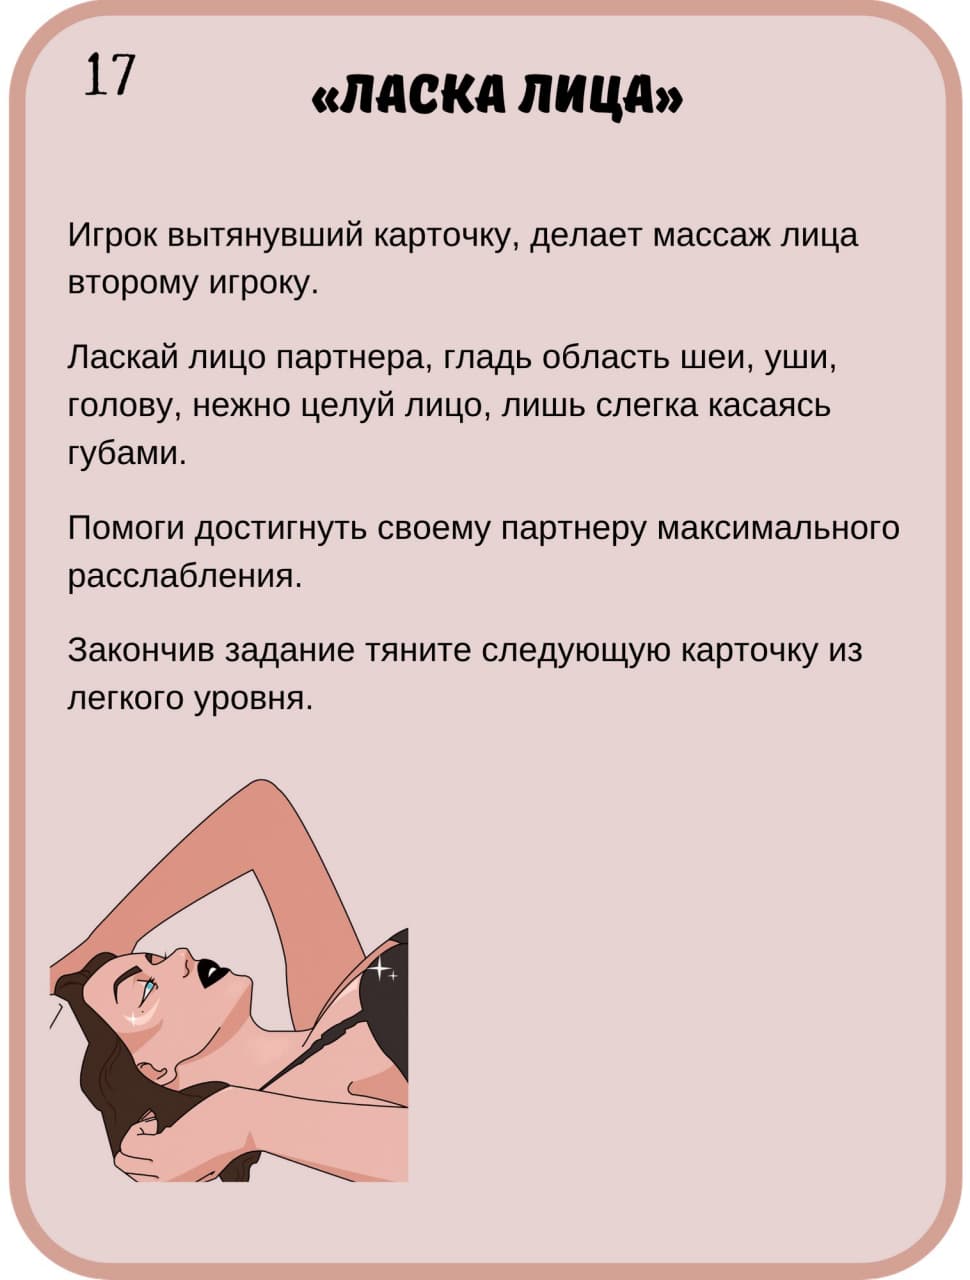 17
«ЛАСКА ЛИЦА»
Игрок вытянувший карточку, делает массаж лица
второму игроку.
Ласкай лицо партнера, гладь область шеи, уши,
голову, нежно целуй лицо, лишь слегка касаясь
губами.
Помоги достигнуть своему партнеру максимального
расслабления.
Закончив задание тяните следующую карточку из
легкого уровня.